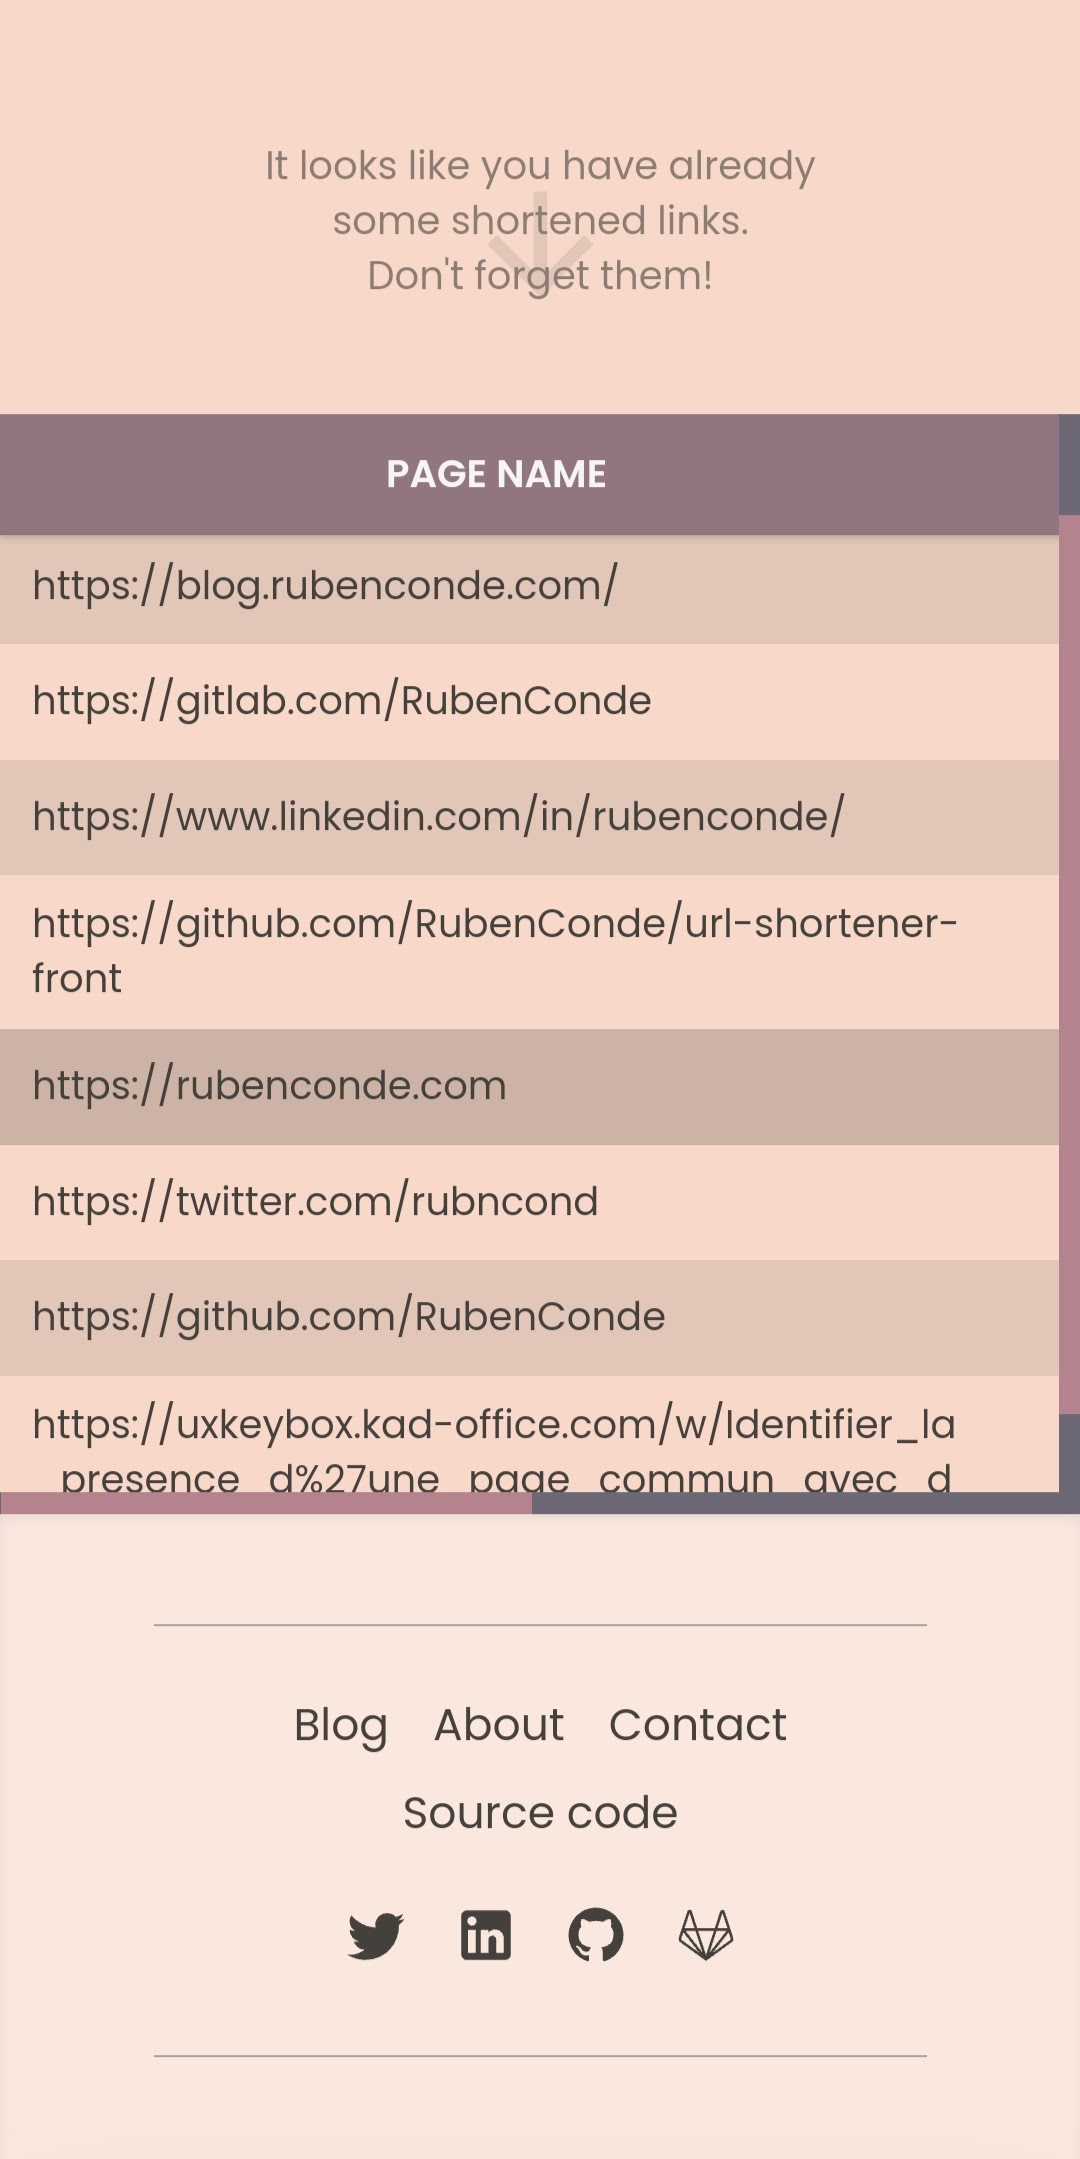 It looks like you have already
some shortened links.
Don't forget them!
PAGE NAME
https://blog.rubenconde.com/
https://gitlab.com/RubenConde
https://www.linkedin.com/in/rubenconde/
https://github.com/RubenConde/url-shortener-
front
https://rubenconde.com
https://twitter.com/rubncond
https://github.com/RubenConde
https://uxkeybox.kad-office.com/w/Identifier_la
_presence_d%27une_page_commun_avec_d
Blog About Contact
Source code
in